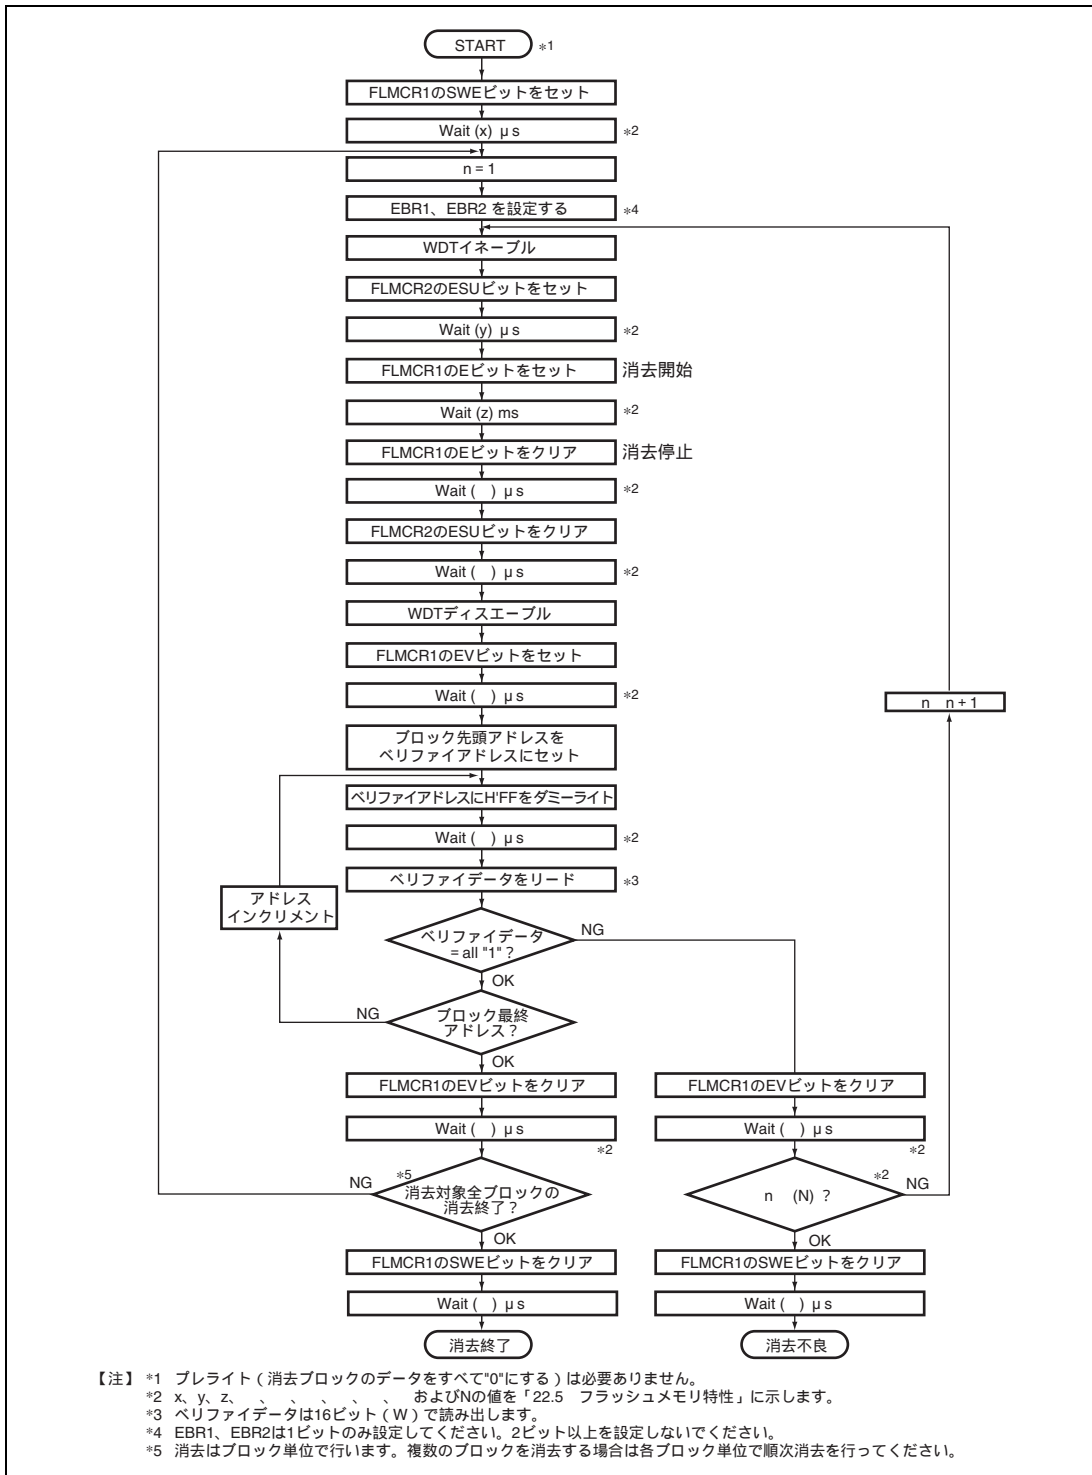 START *1
FLMCR1のSWEビットをセット
Wait (x) μs *2
n = 1
EBR1、EBR2 を設定する *4
WDTイネーブル
FLMCR2のESUビットをセット
Wait (y) μs *2
FLMCR1のEビットをセット 消去開始
Wait (z) ms *2
FLMCR1のEビットをクリア 消去停止
Wait ( ) μs *2
FLMCR2のESUビットをクリア
Wait ( ) μs *2
WDTディスエーブル
FLMCR1のEVビットをセット
Wait ( ) μs *2
n n + 1
ブロック先頭アドレスを
ベリファイアドレスにセット
ベリファイアドレスにH'FFをダミーライト
Wait ( ) μs *2
ベリファイデータをリード *3
アドレス
インクリメント
ベリファイデータ
= all "1" ?
NG
OK
NG
ブロック最終
アドレス?
OK
FLMCR1のEVビットをクリア
Wait ( ) μs
*2
NG
*5
消去対象全ブロックの
消去終了?
OK
FLMCR1のSWEビットをクリア
Wait ( ) μs
消去終了
FLMCR1のEVビットをクリア
Wait ( ) μs
*2
*2
n (N) ?
NG
OK
FLMCR1のSWEビットをクリア
Wait ( ) μs
消去不良
【注】 *1 プレライト(消去ブロックのデータをすべて"0"にする)は必要ありません。
*2 x、y、z、 、 、 、 、 、 およびNの値を「22.5 フラッシュメモリ特性」に示します。
*3 ベリファイデータは16ビット(W)で読み出します。
*4 EBR1、EBR2は1ビットのみ設定してください。2ビット以上を設定しないでください。
*5 消去はブロック単位で行います。複数のブロックを消去する場合は各ブロック単位で順次消去を行ってください。